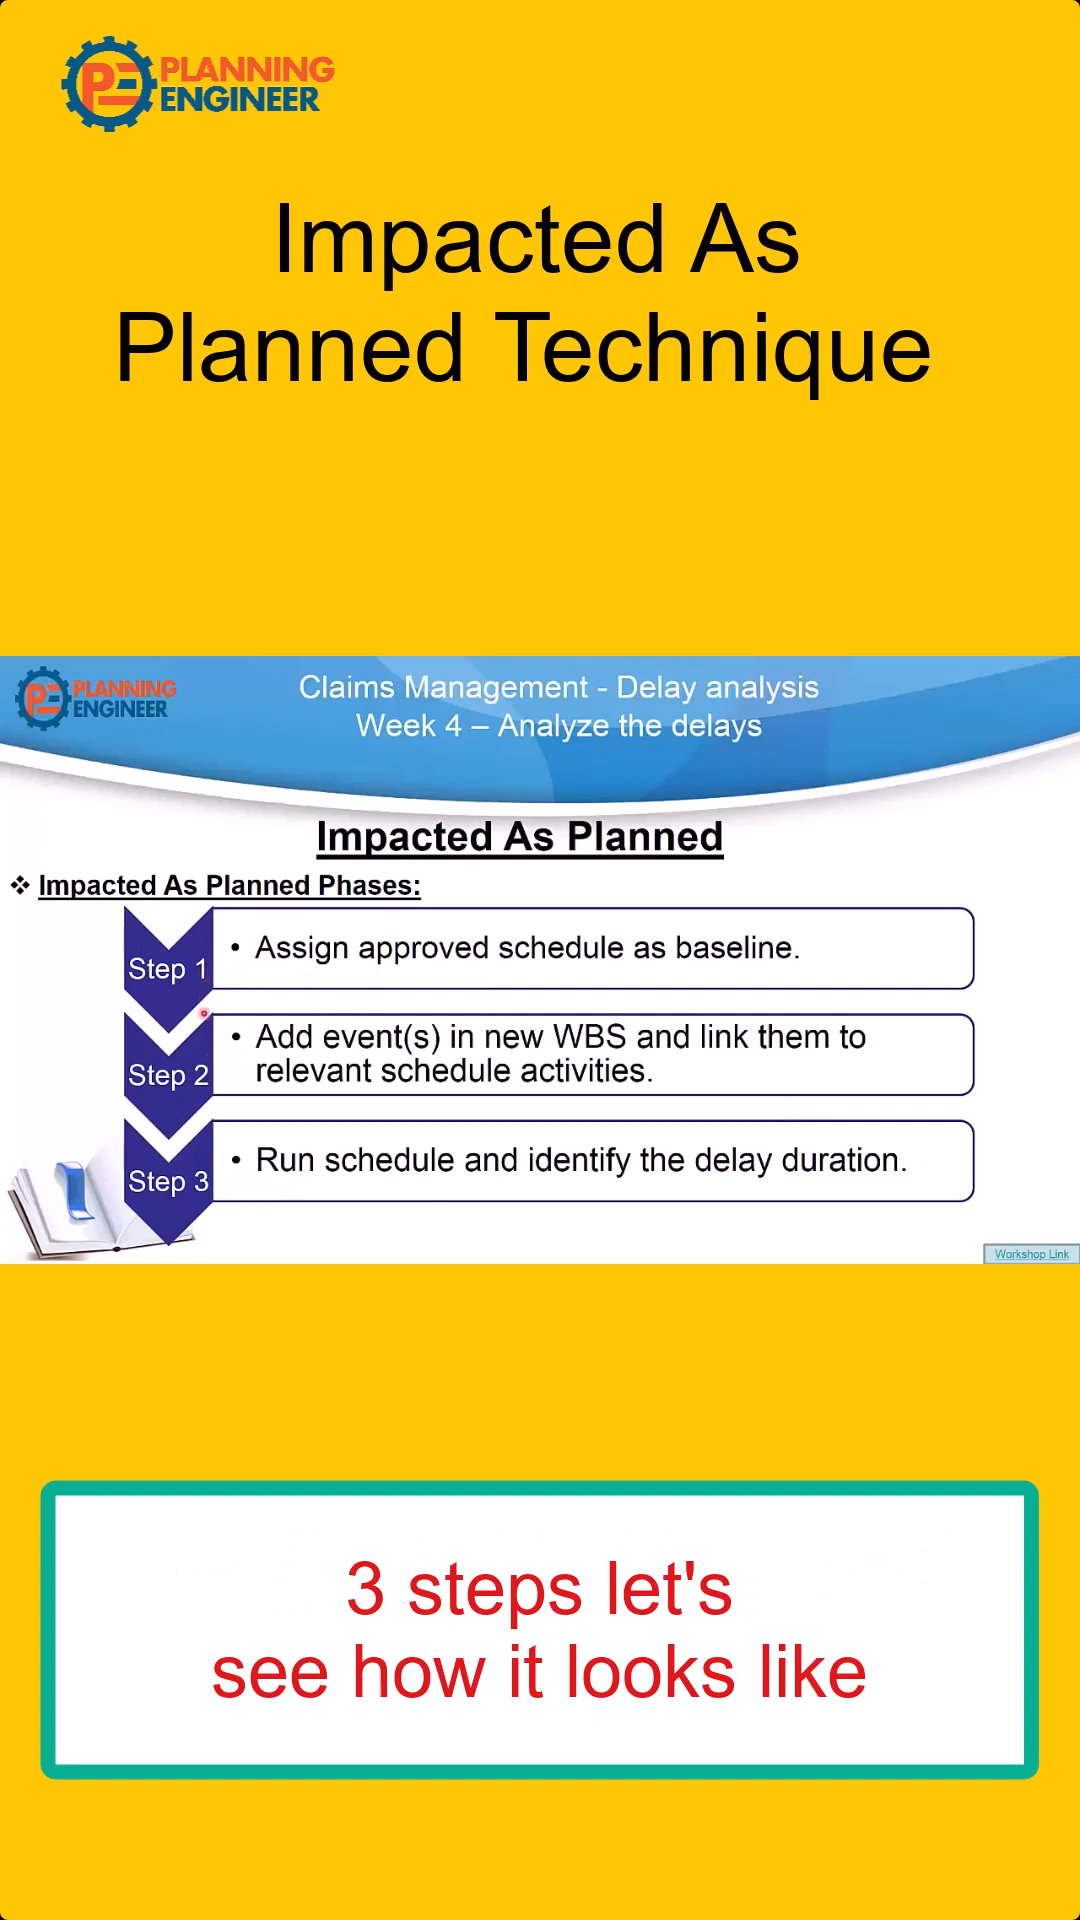 PE PLANNING
ENGINEER
Impacted As
Planned Technique
PE PLANNING
ENGINEER
Claims Management - Delay analysis
Week 4 – Analyze the delays
Impacted As Planned
❖ Impacted As Planned Phases:
Step 1
• Assign approved schedule as baseline.
Step 2
• Add event(s) in new WBS and link them to
relevant schedule activities.
Step 3
• Run schedule and identify the delay duration.
Workshop Link
3 steps let's
see how it looks like